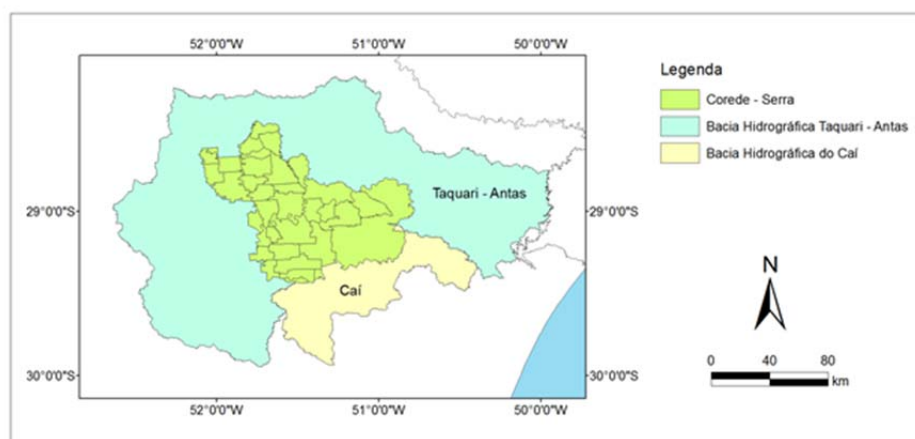 52°0'0"W 51°0'0"W 50°0'0"W
Legenda
Corede - Serra
Bacia Hidrográfica Taquari - Antas
Bacia Hidrográfica do Caí
Taquari - Antas
29°0'0"S 29°0'0"S
Caí
N
0 40 80
km
30°0'0"S 30°0'0"S
52°0'0"W 51°0'0"W 50°0'0"W